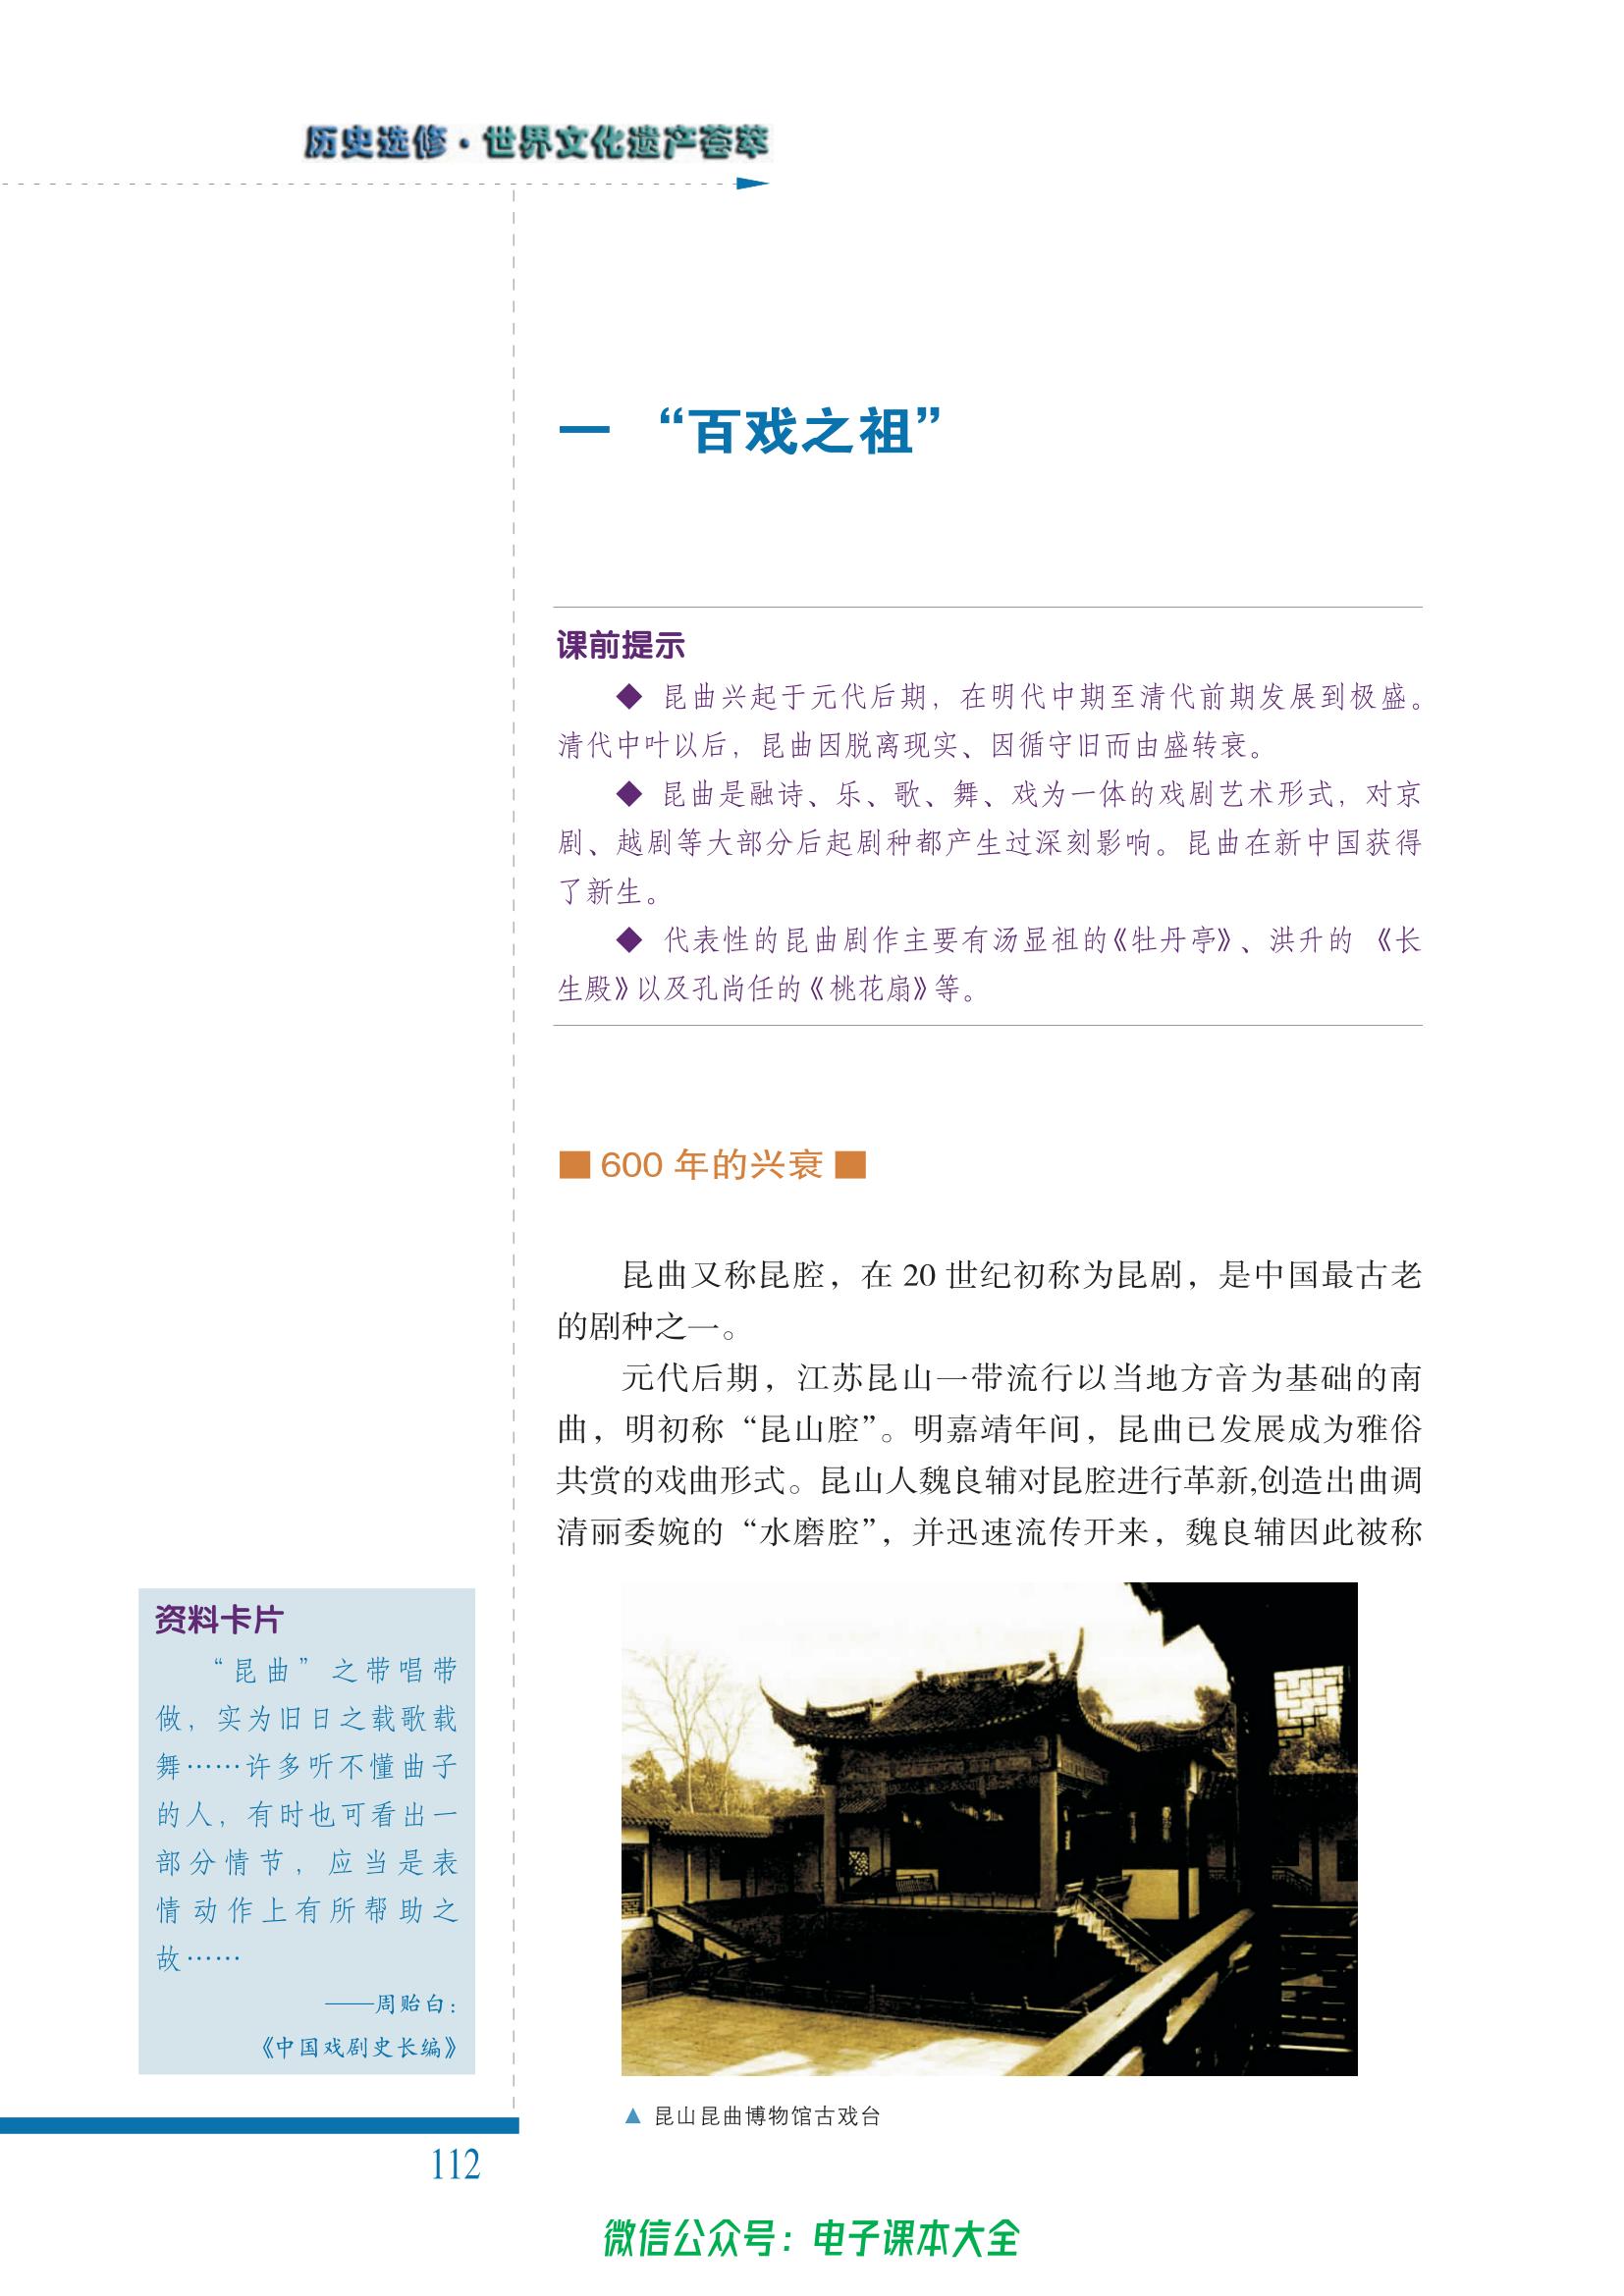 历史选修·世界文化遗产荟萃
一 “百戏之祖”
课前提示
◆ 昆曲兴起于元代后期，在明代中期至清代前期发展到极盛。
清代中叶以后，昆曲因脱离现实、因循守旧而由盛转衰。
◆ 昆曲是融诗、乐、歌、舞、戏为一体的戏剧艺术形式，对京
剧、越剧等大部分后起剧种都产生过深刻影响。昆曲在新中国获得
了新生。
◆ 代表性的昆曲剧作主要有汤显祖的《牡丹亭》、洪升的 《长
生殿》以及孔尚任的《桃花扇》等。
■ 600 年的兴衰 ■
昆曲又称昆腔，在 20 世纪初称为昆剧，是中国最古老
的剧种之一。
元代后期，江苏昆山一带流行以当地方音为基础的南
曲，明初称“昆山腔”。明嘉靖年间，昆曲已发展成为雅俗
共赏的戏曲形式。昆山人魏良辅对昆腔进行革新,创造出曲调
清丽委婉的“水磨腔”，并迅速流传开来，魏良辅因此被称
资料卡片
“昆曲”之带唱带
做，实为旧日之载歌载
舞……许多听不懂曲子
的人，有时也可看出一
部分情节，应当是表
情动作上有所帮助之
故……
——周贻白：
《中国戏剧史长编》
▲ 昆山昆曲博物馆古戏台
112
微信公众号：电子课本大全